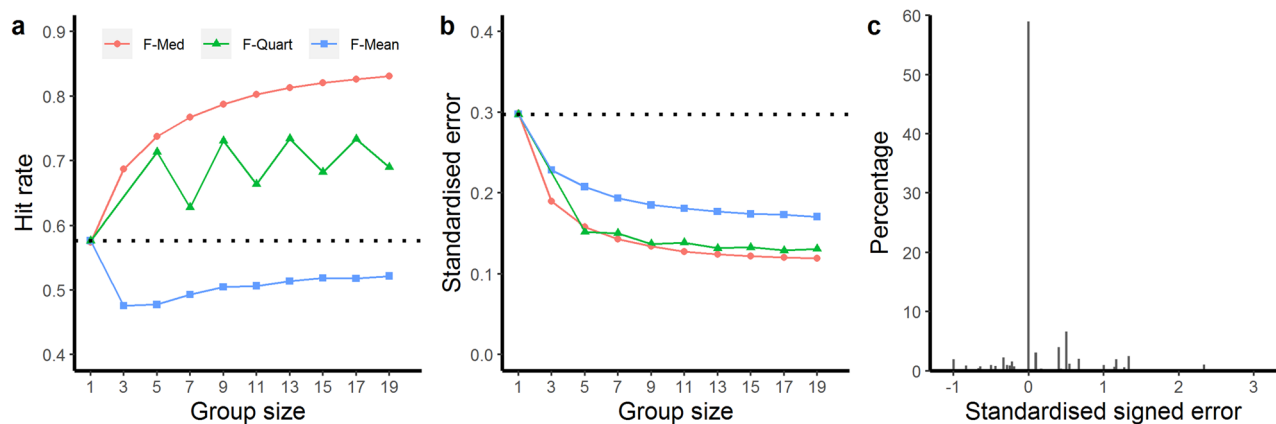 a
F-Med F-Quart F-Mean
Hit rate
0.9
0.8
0.7
0.6
0.5
0.4
1 3 5 7 9 11 13 15 17 19
Group size
b
Standardised error
0.4
0.3
0.2
0.1
0.0
1 3 5 7 9 11 13 15 17 19
Group size
c
Percentage
60
50
40
30
20
10
0
-1 0 1 2 3
Standardised signed error